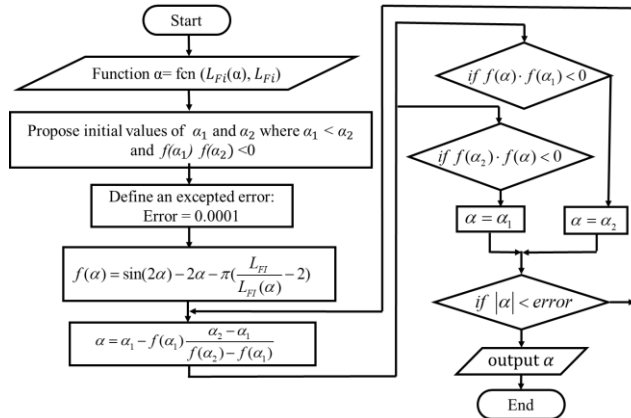 Start
Function α= fcn (L_Fi(α), L_Fi)
Propose initial values of α₁ and α₂ where α₁ < α₂
and f(α₁) f(α₂) <0
Define an excepted error:
Error = 0.0001
f(α) = sin(2α) − 2α − π(L_FI / L_FI(α) − 2)
α = α₁ − f(α₁) (α₂ − α₁) / (f(α₂) − f(α₁))
if f(α)· f(α₁) < 0
if f(α₂)· f(α) < 0
α = α₁
α = α₂
if |α| < error
output α
End